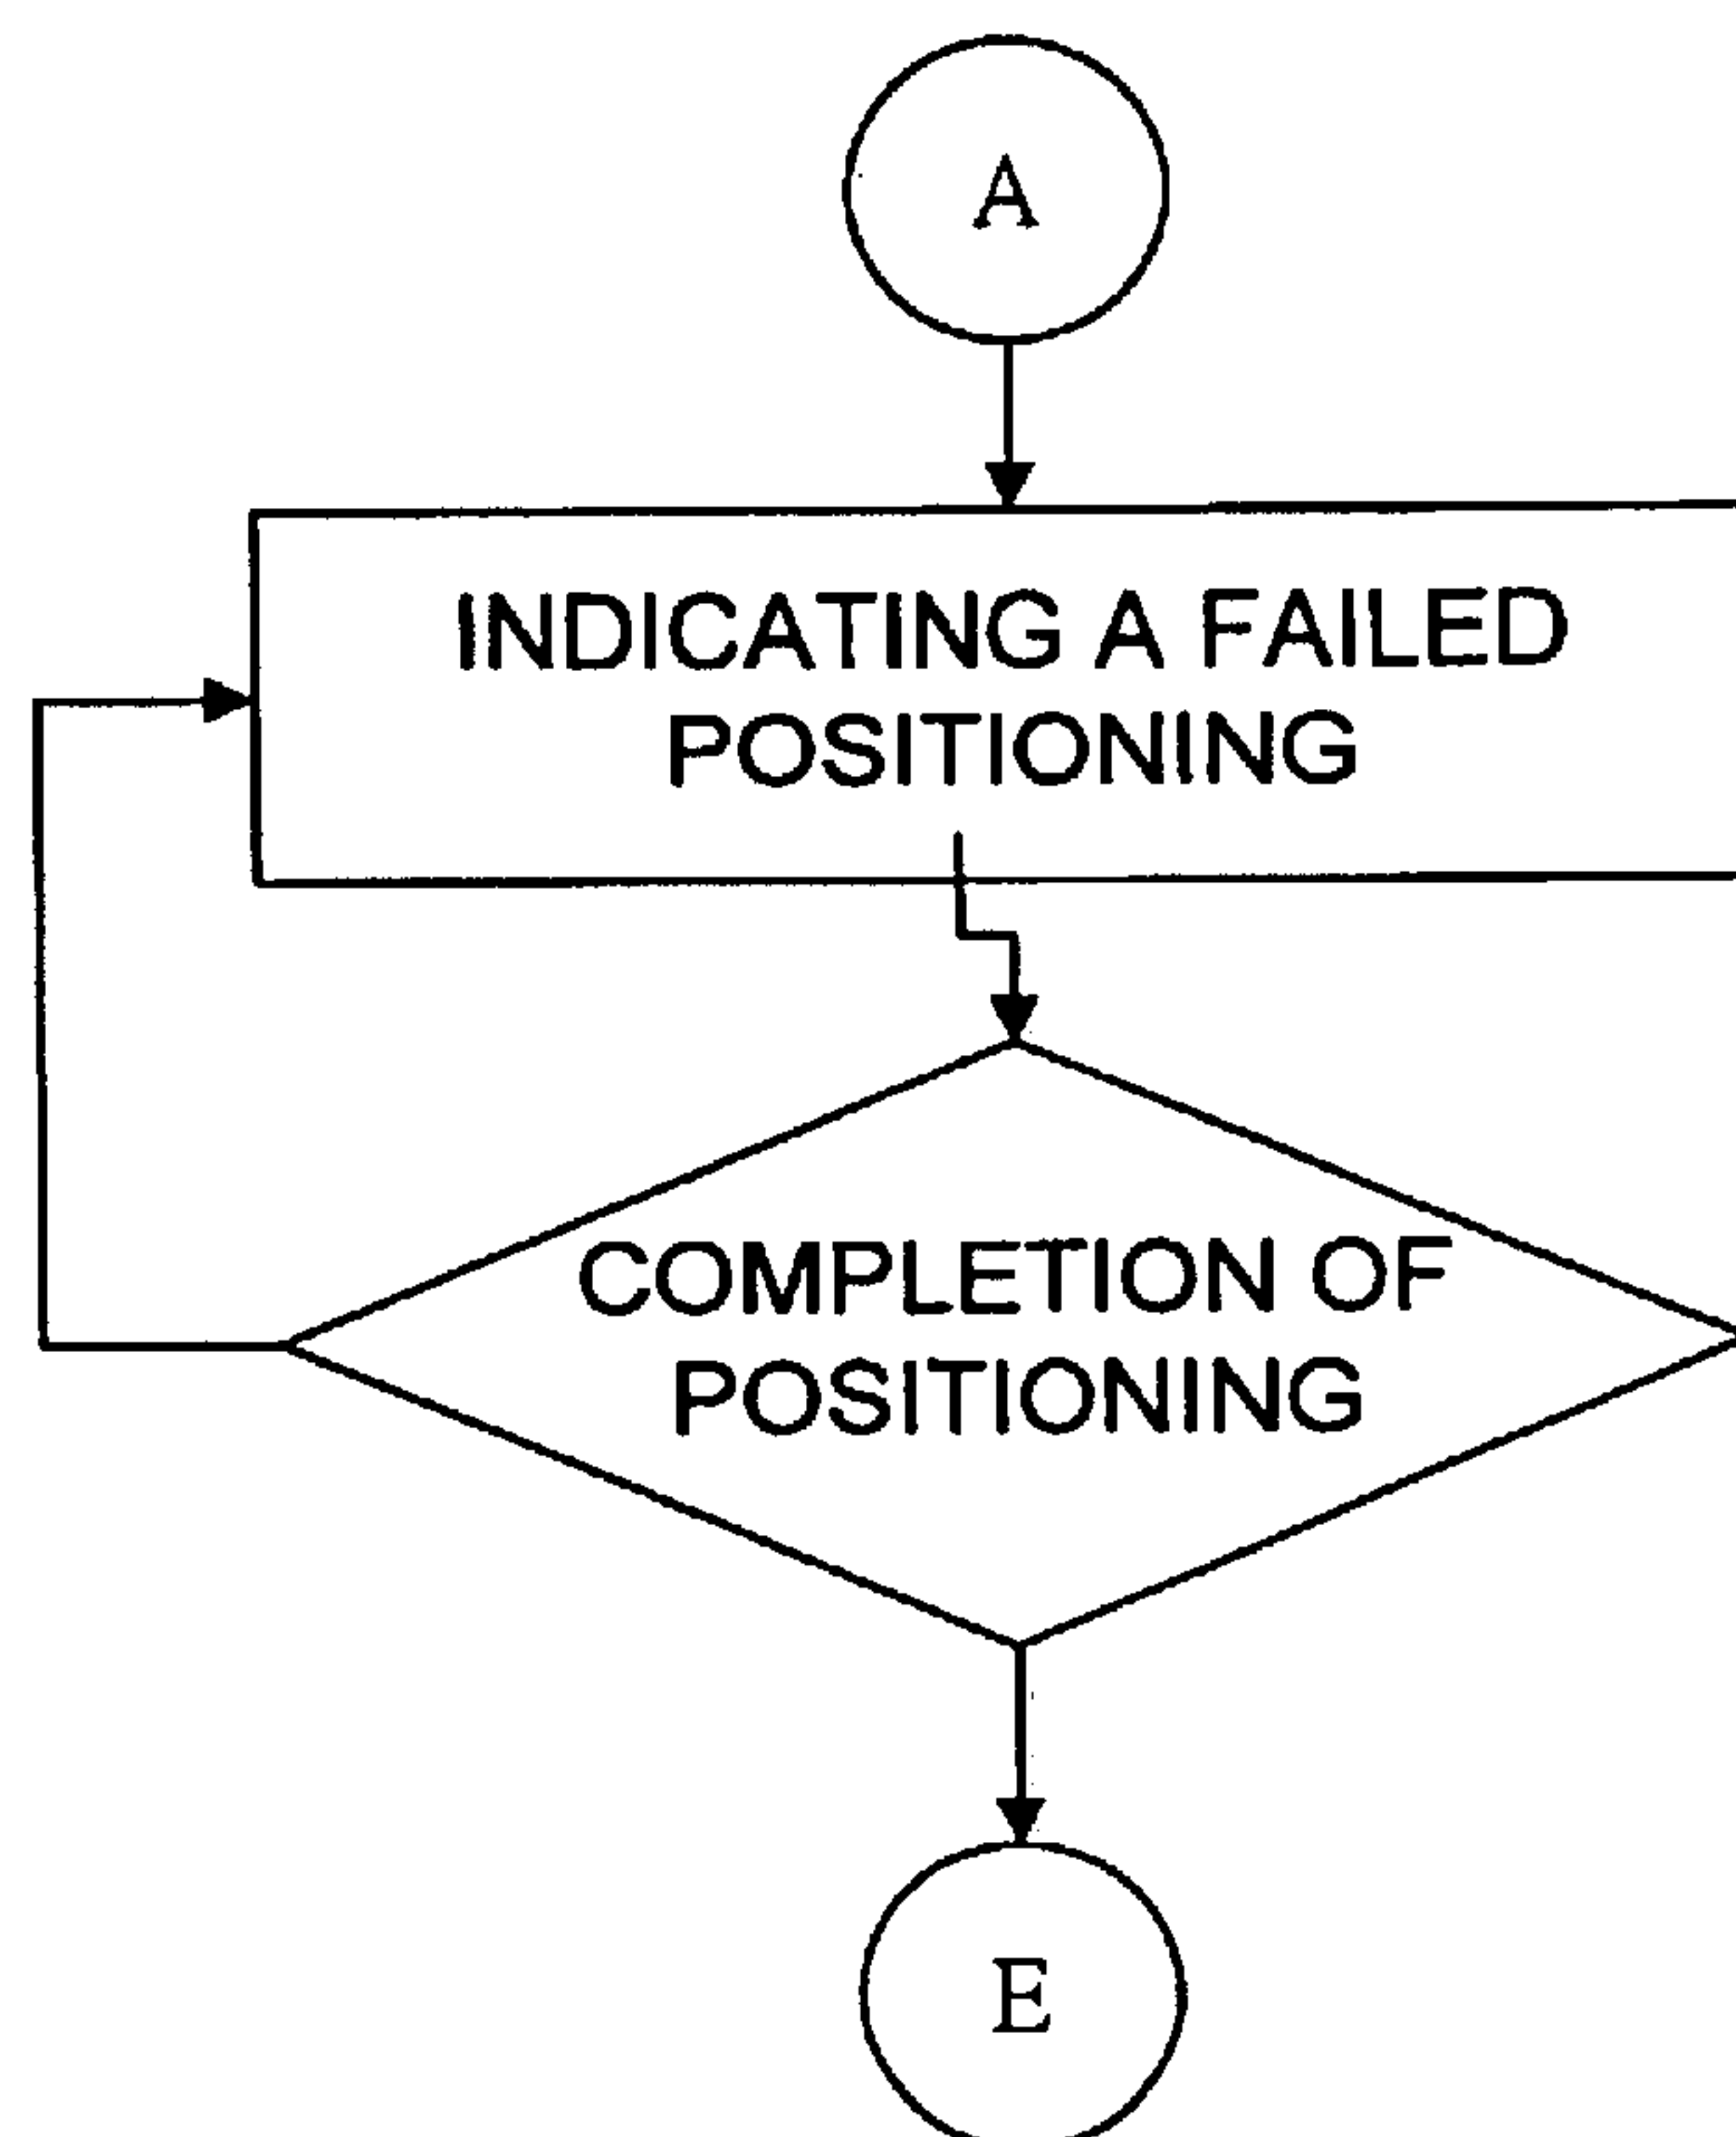 A
INDICATING A FAILED
POSITIONING
COMPLETION OF
POSITIONING
E